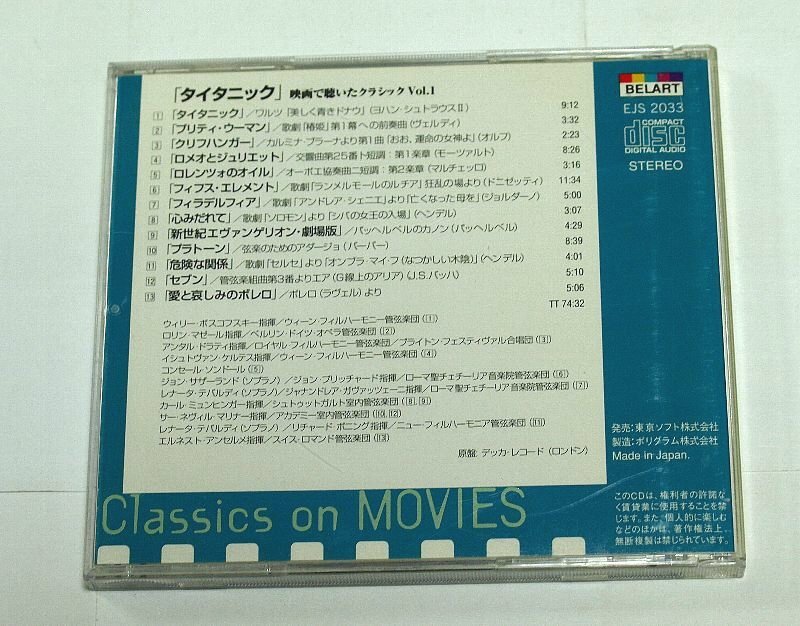 「タイタニック」 映画で聴いたクラシック Vol.1
1 「タイタニック」／ワルツ「美しく青きドナウ」（ヨハン・シュトラウスⅡ） 9:12
2 「プリティ・ウーマン」／歌劇「椿姫」第1幕への前奏曲（ヴェルディ） 3:32
3 「クリフハンガー」／カルミナ・ブラーナより第1曲「おお、運命の女神よ」（オルフ） 2:23
4 「ロメオとジュリエット」／交響曲第25番ト短調：第1楽章（モーツァルト） 8:26
5 「ロレンツォのオイル」／オーボエ協奏曲ニ短調：第2楽章（マルチェッロ） 3:16
6 「フィフス・エレメント」／歌劇「ランメルモールのルチア」狂乱の場より（ドニゼッティ） 11:34
7 「フィラデルフィア」／歌劇「アンドレア・シェニエ」より「亡くなった母を」（ジョルダーノ） 5:00
8 「心みだれて」／歌劇「ソロモン」より「シバの女王の入場」（ヘンデル） 3:07
9 「新世紀エヴァンゲリオン・劇場版」／パッヘルベルのカノン（パッヘルベル） 4:29
10 「プラトーン」／弦楽のためのアダージョ（バーバー） 8:39
11 「危険な関係」／歌劇「セルセ」より「オンブラ・マイ・フ（なつかしい木陰）」（ヘンデル） 4:01
12 「セブン」／管弦楽組曲第3番よりエア（G線上のアリア）（J.S.バッハ） 5:10
13 「愛と哀しみのボレロ」／ボレロ（ラヴェル）より 5:06
TT 74:32
ウィリー・ボスコフスキー指揮／ウィーン・フィルハーモニー管弦楽団（[1]）
ロリン・マゼール指揮／ベルリン・ドイツ・オペラ管弦楽団（[2]）
アンタル・ドラティ指揮／ロイヤル・フィルハーモニー管弦楽団／ブライトン・フェスティヴァル合唱団（[3]）
イシュトヴァン・ケルテス指揮／ウィーン・フィルハーモニー管弦楽団（[4]）
コンセール・ソンドール（[5]）
ジョン・サザーランド（ソプラノ）／ジョン・プリッチャード指揮／ローマ聖チェチーリア音楽院管弦楽団（[6]）
レナータ・テバルディ（ソプラノ）／ジャナンドレア・ガヴァッツェーニ指揮／ローマ聖チェチーリア音楽院管弦楽団（[7]）
カール・ミュンヒンガー指揮／シュトゥットガルト室内管弦楽団（[8]、[9]）
サー・ネヴィル・マリナー指揮／アカデミー室内管弦楽団（[10]、[12]）
レナータ・テバルディ（ソプラノ）／リチャード・ボニング指揮／ニュー・フィルハーモニア管弦楽団（[11]）
エルネスト・アンセルメ指揮／スイス・ロマンド管弦楽団（[13]）
原盤：デッカ・レコード（ロンドン）
BELART
EJS 2033
COMPACT
disc
DIGITAL AUDIO
STEREO
発売：東京ソフト株式会社
製造：ポリグラム株式会社
Made in Japan.
このCDは、権利者の許諾な
く賃貸業に使用することを禁
じます。また、個人的に楽しむ
などのほかは、著作権法上、
無断複製は禁じられています。
Classics on MOVIES